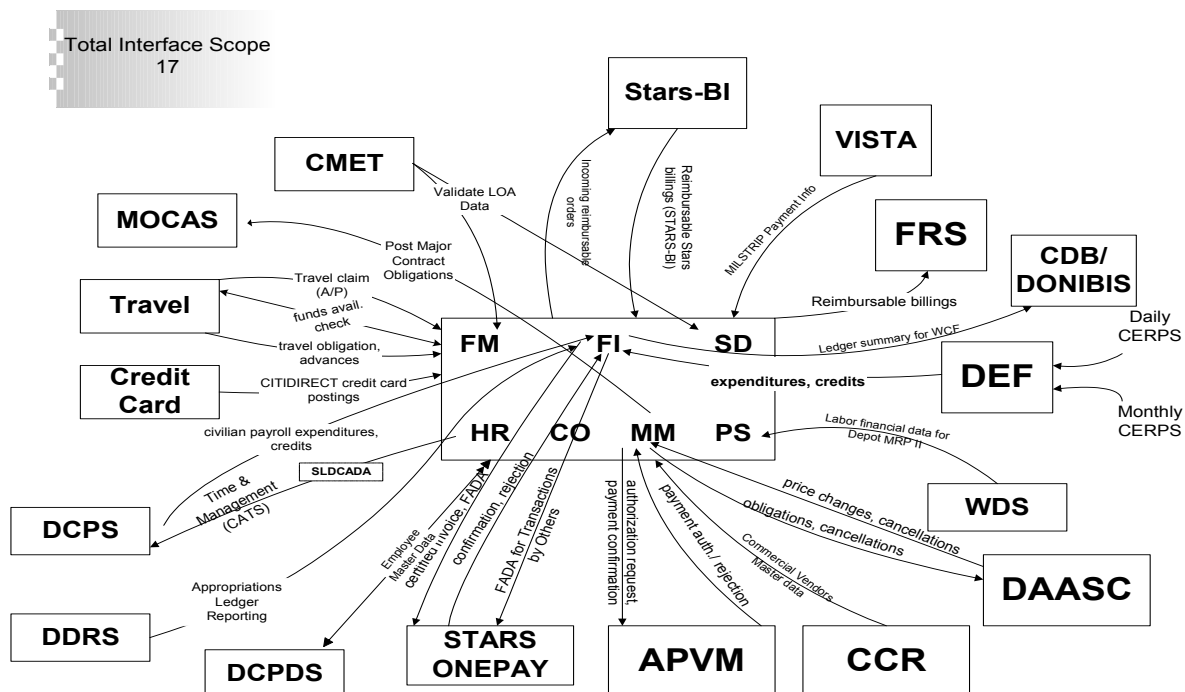 Total Interface Scope
17
Stars-BI
VISTA
CMET
MOCAS
FRS
CDB/
DONIBIS
Validate LOA
Data
Incoming reimbursable
orders
Reimbursable Stars
billings (STARS-BI)
MILSTRIP Payment Info
Post Major
Contract
Obligations
Travel
Travel claim
(A/P)
funds avail.
check
travel obligation,
advances
Reimbursable billings
Daily
CERPS
FM
FI
SD
Ledger summary for WCF
Credit
Card
CITIDIRECT credit card
postings
expenditures, credits
DEF
Monthly
CERPS
civilian payroll expenditures,
credits
HR
CO
MM
PS
Labor financial data for
Depot MRP II
SLDCADA
Time &
Management
(CATS)
DCPS
WDS
Employee
Master Data
certified invoice, FADA
confirmation, rejection
FADA for Transactions
by Others
authorization request,
payment confirmation
payment auth./ rejection
Commercial Vendors
Master data
price changes, cancellations
obligations, cancellations
DAASC
Appropriations
Ledger
Reporting
DDRS
DCPDS
STARS
ONEPAY
APVM
CCR